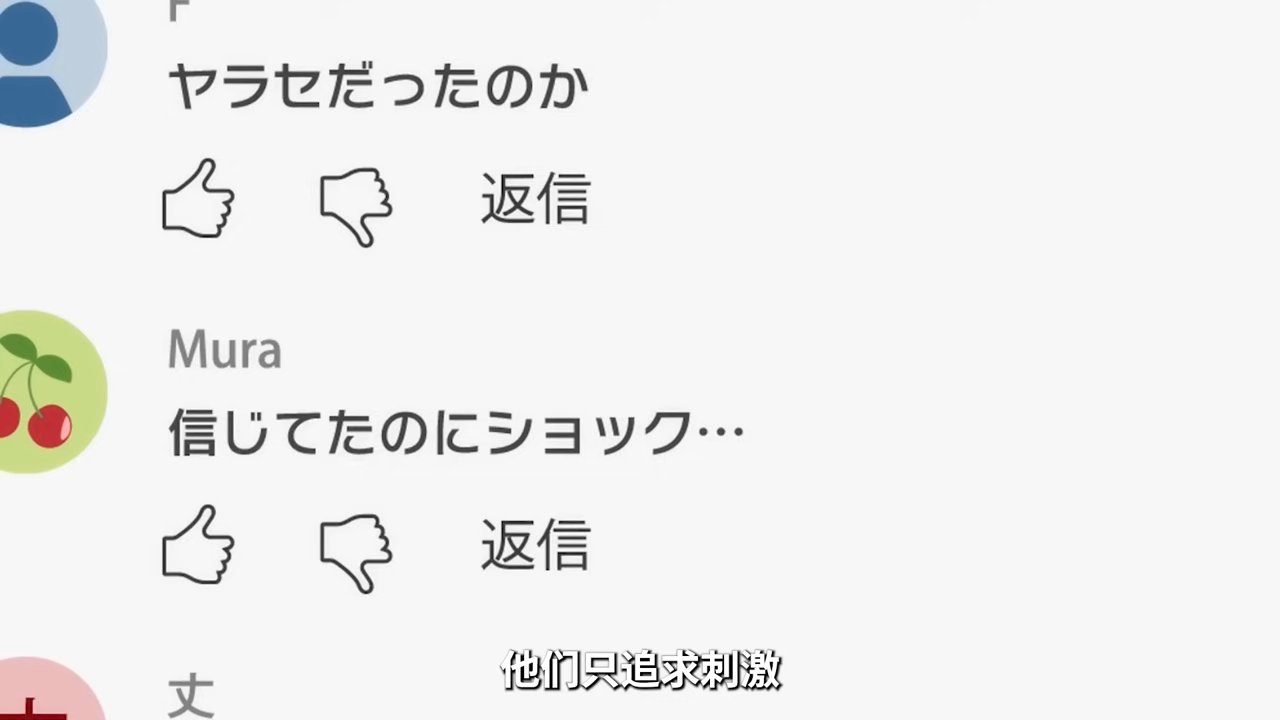 F
ヤラセだったのか
返信
Mura
信じてたのにショック…
返信
丈
他们只追求刺激